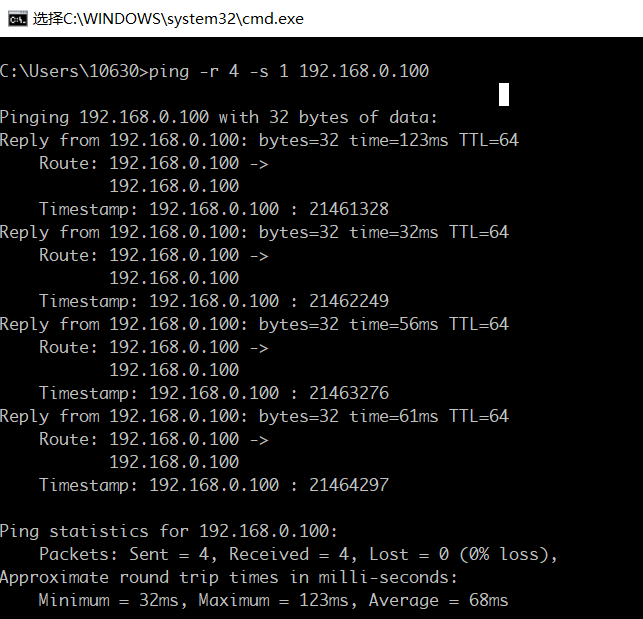 选择C:\WINDOWS\system32\cmd.exe
C:\Users\10630>ping -r 4 -s 1 192.168.0.100
Pinging 192.168.0.100 with 32 bytes of data:
Reply from 192.168.0.100: bytes=32 time=123ms TTL=64
    Route: 192.168.0.100 ->
           192.168.0.100
    Timestamp: 192.168.0.100 : 21461328
Reply from 192.168.0.100: bytes=32 time=32ms TTL=64
    Route: 192.168.0.100 ->
           192.168.0.100
    Timestamp: 192.168.0.100 : 21462249
Reply from 192.168.0.100: bytes=32 time=56ms TTL=64
    Route: 192.168.0.100 ->
           192.168.0.100
    Timestamp: 192.168.0.100 : 21463276
Reply from 192.168.0.100: bytes=32 time=61ms TTL=64
    Route: 192.168.0.100 ->
           192.168.0.100
    Timestamp: 192.168.0.100 : 21464297
Ping statistics for 192.168.0.100:
    Packets: Sent = 4, Received = 4, Lost = 0 (0% loss),
Approximate round trip times in milli-seconds:
    Minimum = 32ms, Maximum = 123ms, Average = 68ms